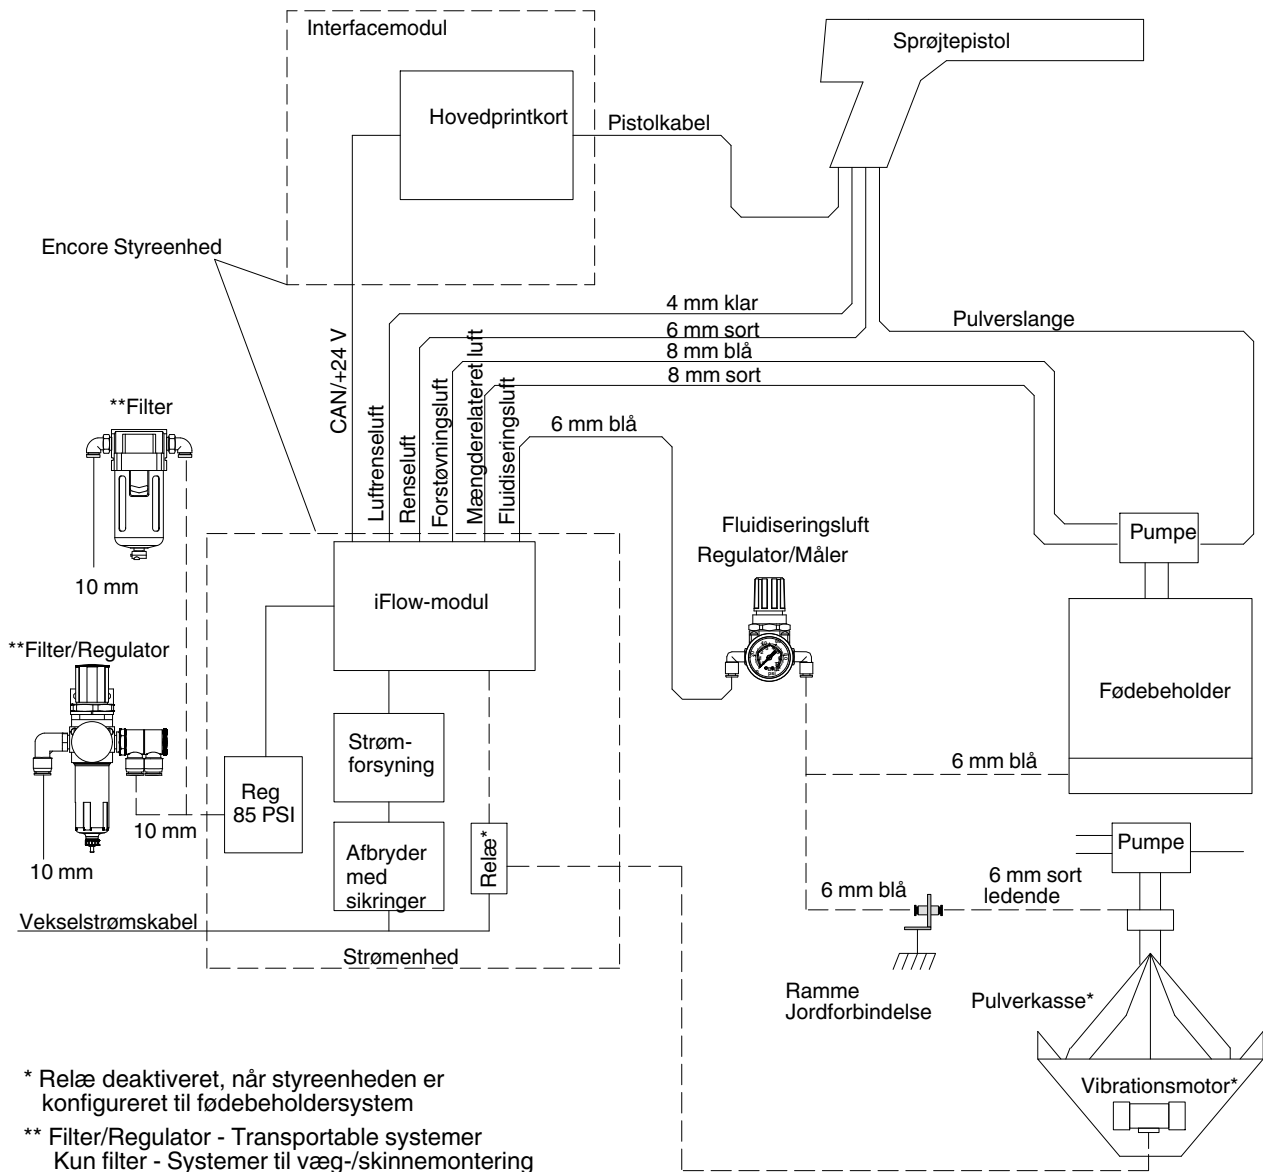 Interfacemodul
Sprøjtepistol
Hovedprintkort
Pistolkabel
Encore Styreenhed
4 mm klar
6 mm sort
8 mm blå
8 mm sort
Pulverslange
CAN/+24 V
Luftrenseluft
Renseluft
Forstøvningsluft
Mængderelateret luft
Fluidiseringsluft
6 mm blå
**Filter
10 mm
Fluidiseringsluft
Regulator/Måler
Pumpe
iFlow-modul
**Filter/Regulator
Fødebeholder
Strøm-
forsyning
6 mm blå
Reg
85 PSI
10 mm
10 mm
Afbryder
med
sikringer
Relæ*
Pumpe
6 mm blå
6 mm sort
ledende
Vekselstrømskabel
Strømenhed
Ramme
Jordforbindelse
Pulverkasse*
Vibrationsmotor*
* Relæ deaktiveret, når styreenheden er
konfigureret til fødebeholdersystem
** Filter/Regulator - Transportable systemer
Kun filter - Systemer til væg-/skinnemontering